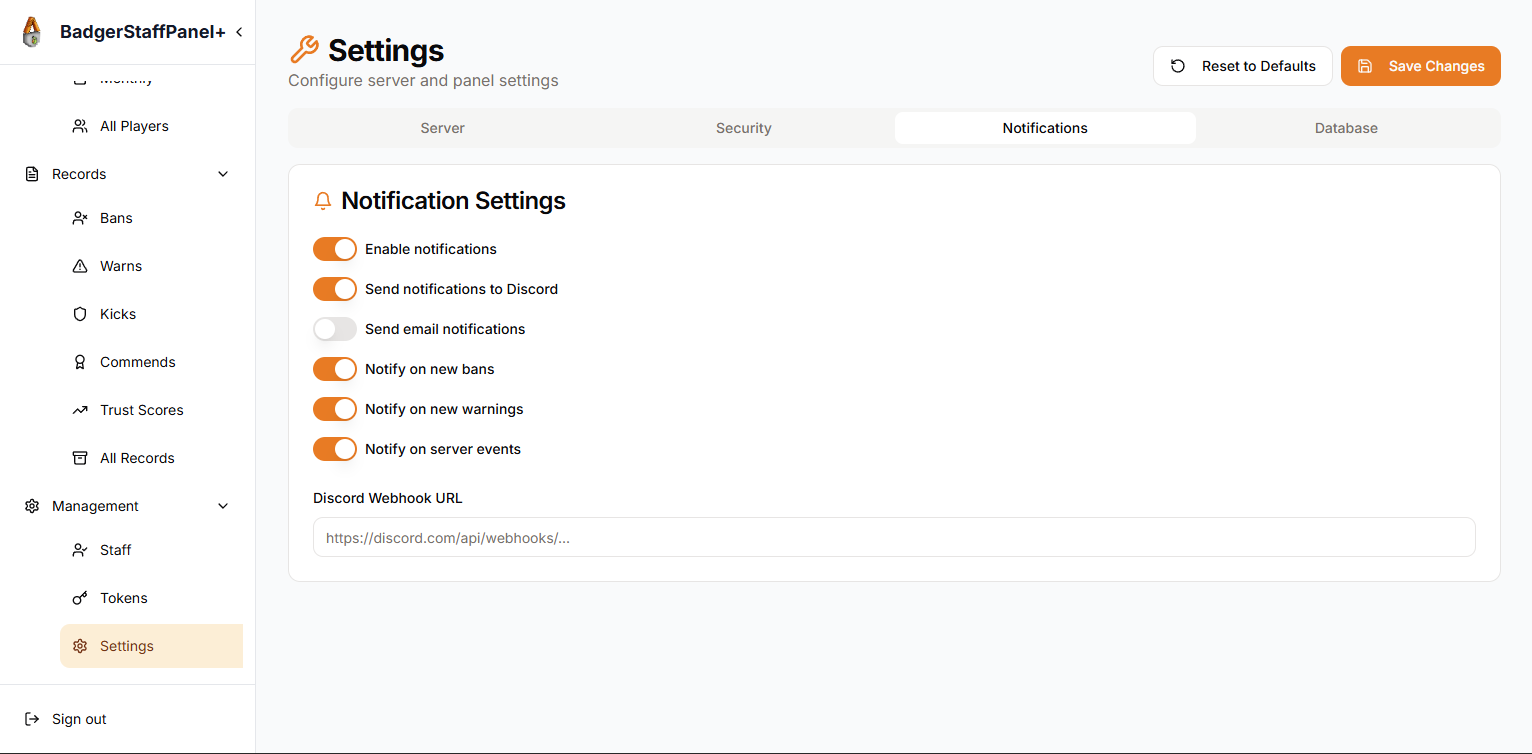 BadgerStaffPanel+
Monthly
All Players
Records
Bans
Warns
Kicks
Commends
Trust Scores
All Records
Management
Staff
Tokens
Settings
Sign out
Settings
Configure server and panel settings
Reset to Defaults
Save Changes
Server
Security
Notifications
Database
Notification Settings
Enable notifications
Send notifications to Discord
Send email notifications
Notify on new bans
Notify on new warnings
Notify on server events
Discord Webhook URL
https://discord.com/api/webhooks/...